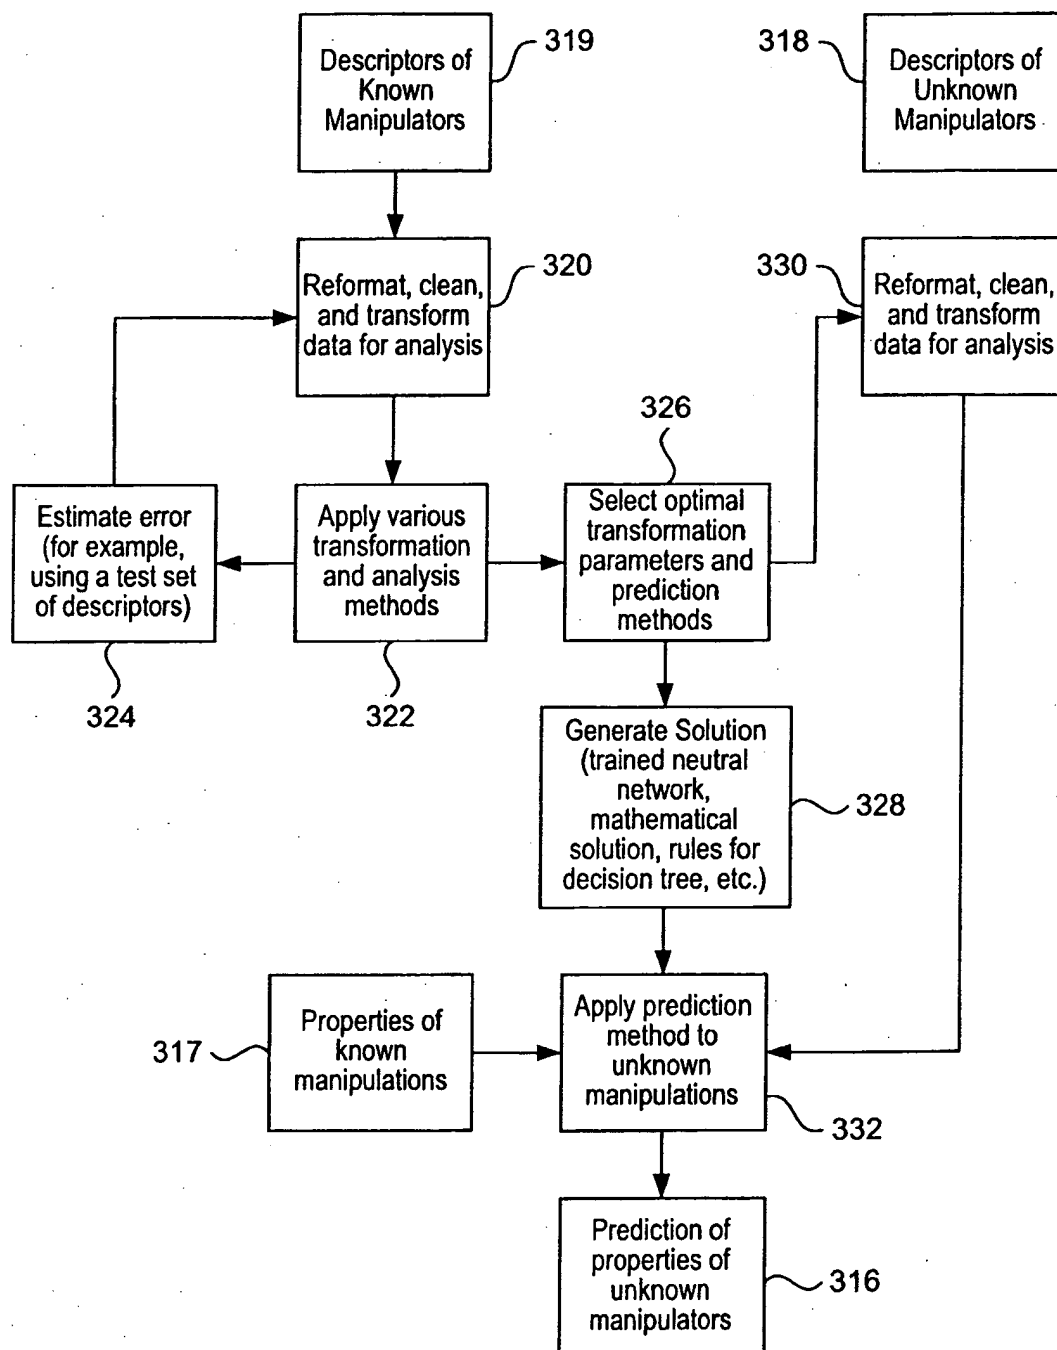 Descriptors of
Known
Manipulators
319
318
Descriptors of
Unknown
Manipulators
Reformat, clean,
and transform
data for analysis
320
330
Reformat, clean,
and transform
data for analysis
326
Estimate error
(for example,
using a test set
of descriptors)
324
Apply various
transformation
and analysis
methods
322
Select optimal
transformation
parameters and
prediction
methods
Generate Solution
(trained neutral
network,
mathematical
solution, rules for
decision tree, etc.)
328
317
Properties of
known
manipulations
Apply prediction
method to
unknown
manipulations
332
Prediction of
properties of
unknown
manipulators
316